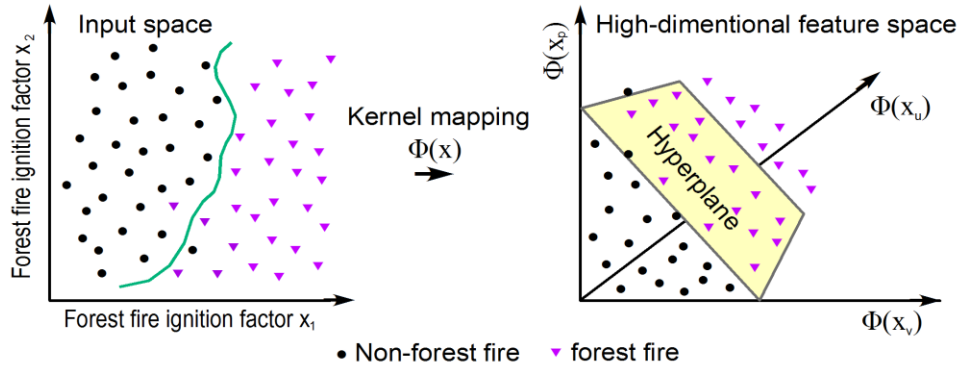 Input space
Forest fire ignition factor x₂
Forest fire ignition factor x₁
Kernel mapping
Φ(x)
High-dimentional feature space
Φ(xₚ)
Φ(xᵤ)
Hyperplane
Φ(xᵥ)
Non-forest fire
forest fire